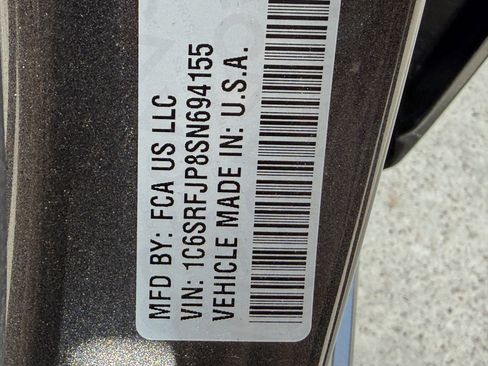 MFD BY: FCA US LLC
VIN: 1C6SRFJP8SN694155
VEHICLE MADE IN: U.S.A.